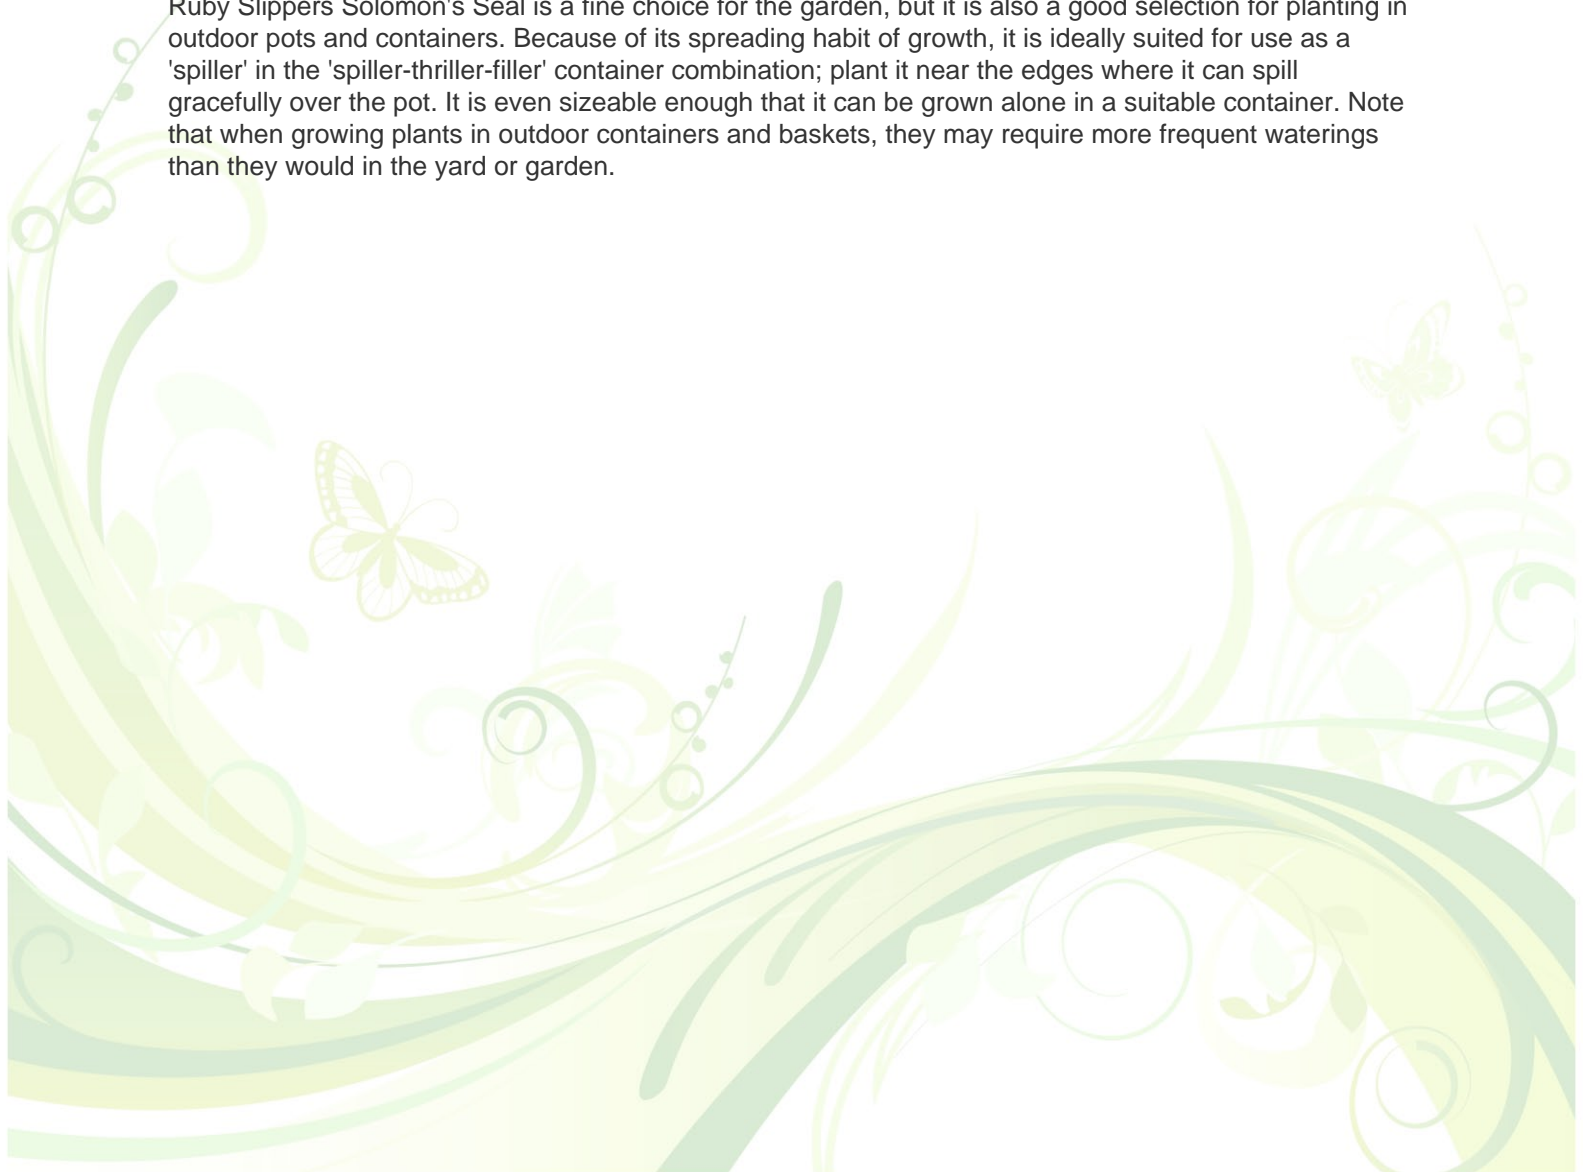 Ruby Slippers Solomon's Seal is a fine choice for the garden, but it is also a good selection for planting in
outdoor pots and containers. Because of its spreading habit of growth, it is ideally suited for use as a
'spiller' in the 'spiller-thriller-filler' container combination; plant it near the edges where it can spill
gracefully over the pot. It is even sizeable enough that it can be grown alone in a suitable container. Note
that when growing plants in outdoor containers and baskets, they may require more frequent waterings
than they would in the yard or garden.